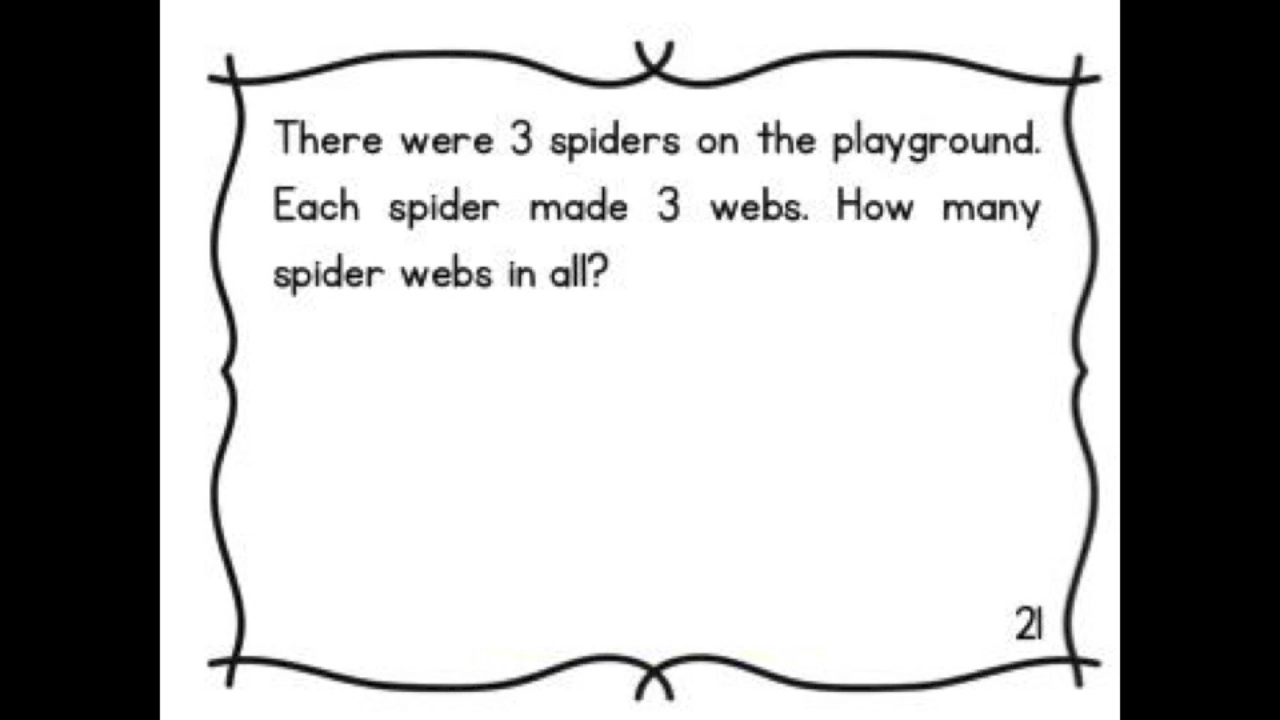 There were 3 spiders on the playground.
Each spider made 3 webs. How many
spider webs in all?
21